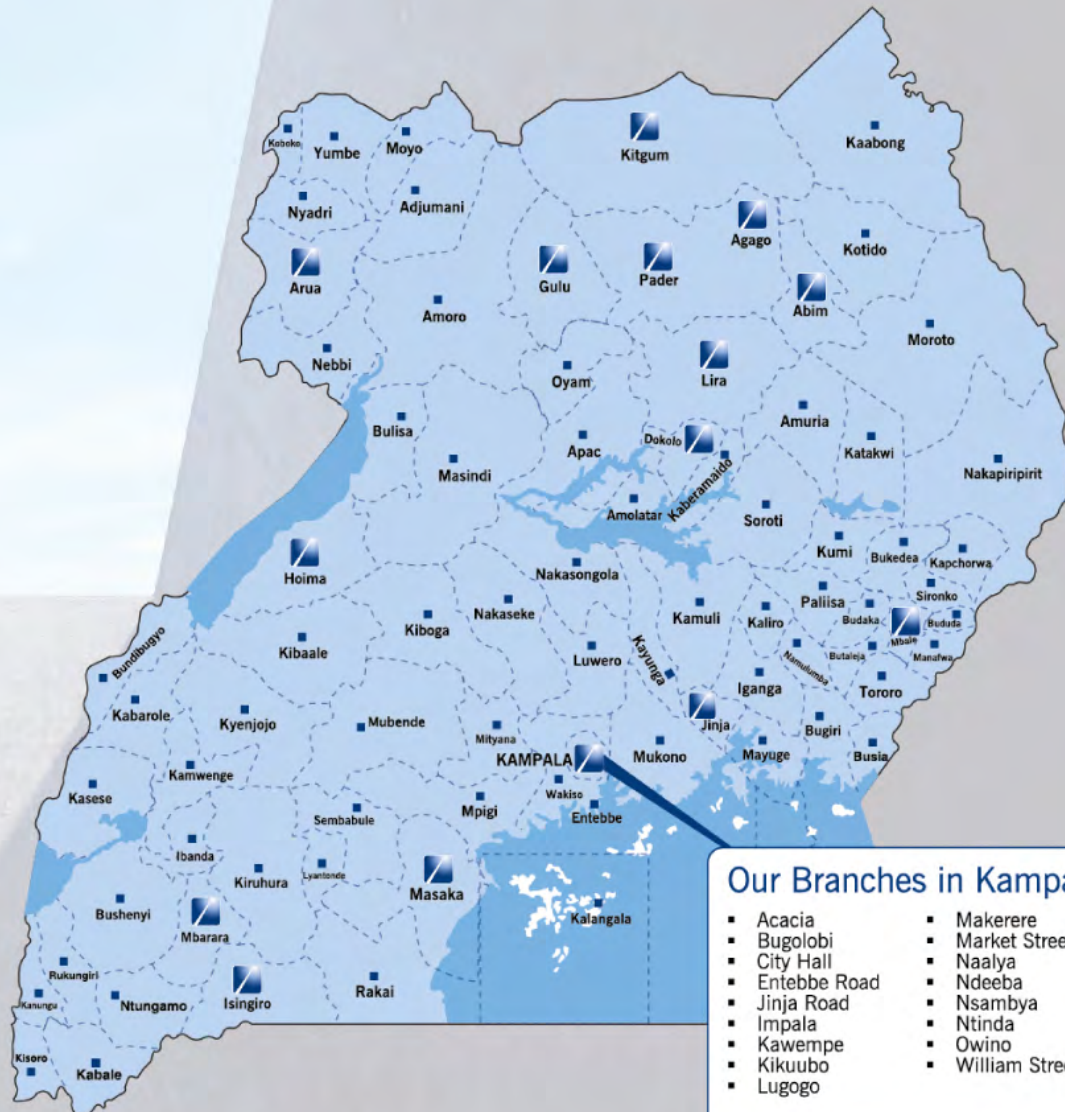 Koboko
Yumbe
Moyo
Kitgum
Kaabong
Nyadri
Adjumani
Agago
Kotido
Arua
Gulu
Pader
Abim
Amoro
Moroto
Nebbi
Oyam
Lira
Bulisa
Amuria
Dokolo
Apac
Katakwi
Masindi
Kaberamaido
Nakapiripirit
Amolatar
Soroti
Kumi
Bukedea
Kapchorwa
Hoima
Nakasongola
Sironko
Nakaseke
Kamuli
Kaliro
Paliisa
Budaka
Bududa
Kiboga
Mbale
Bundibugyo
Kibaale
Luwero
Kayunga
Namulumba
Butaleja
Manafwa
Iganga
Tororo
Kabarole
Kyenjojo
Mubende
Mityana
Jinja
Bugiri
KAMPALA
Mukono
Mayuge
Busia
Kamwenge
Kasese
Wakiso
Mpigi
Entebbe
Sembabule
Ibanda
Kiruhura
Lyantonde
Masaka
Bushenyi
Mbarara
Kalangala
Rukungiri
Kanungu
Ntungamo
Isingiro
Rakai
Kisoro
Kabale
Our Branches in Kampa
Acacia
Bugolobi
City Hall
Entebbe Road
Jinja Road
Impala
Kawempe
Kikuubo
Lugogo
Makerere
Market Stree
Naalya
Ndeeba
Nsambya
Ntinda
Owino
William Stree